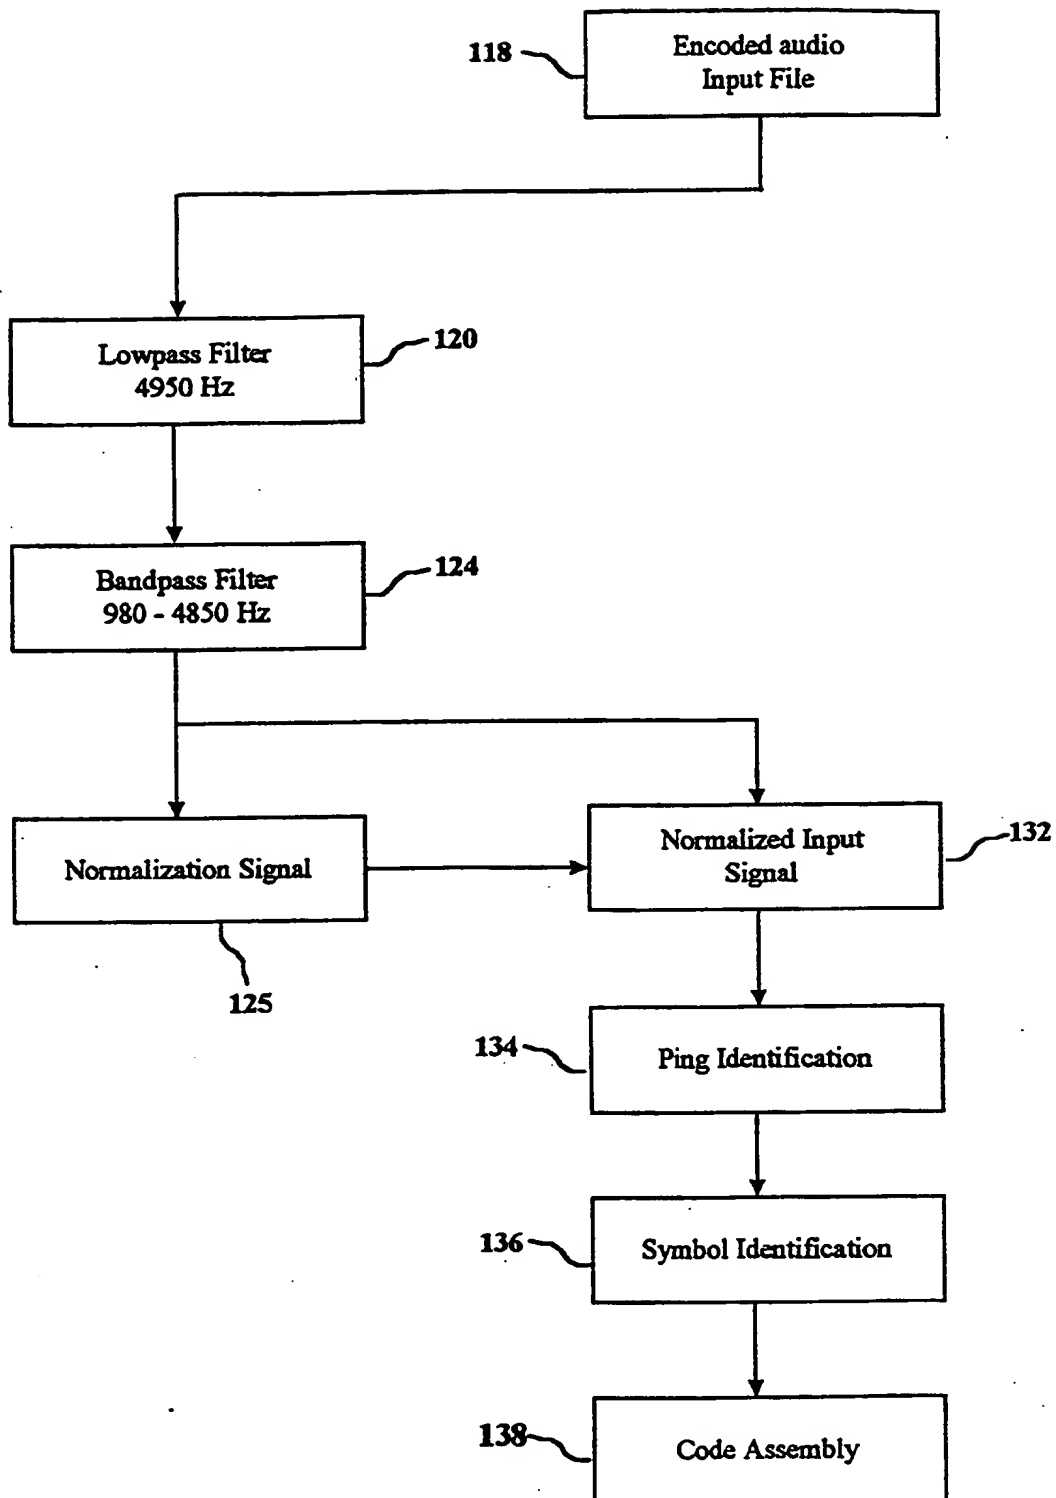 118
Encoded audio
Input File
Lowpass Filter
4950 Hz
120
Bandpass Filter
980 - 4850 Hz
124
Normalization Signal
125
Normalized Input
Signal
132
134
Ping Identification
136
Symbol Identification
138
Code Assembly